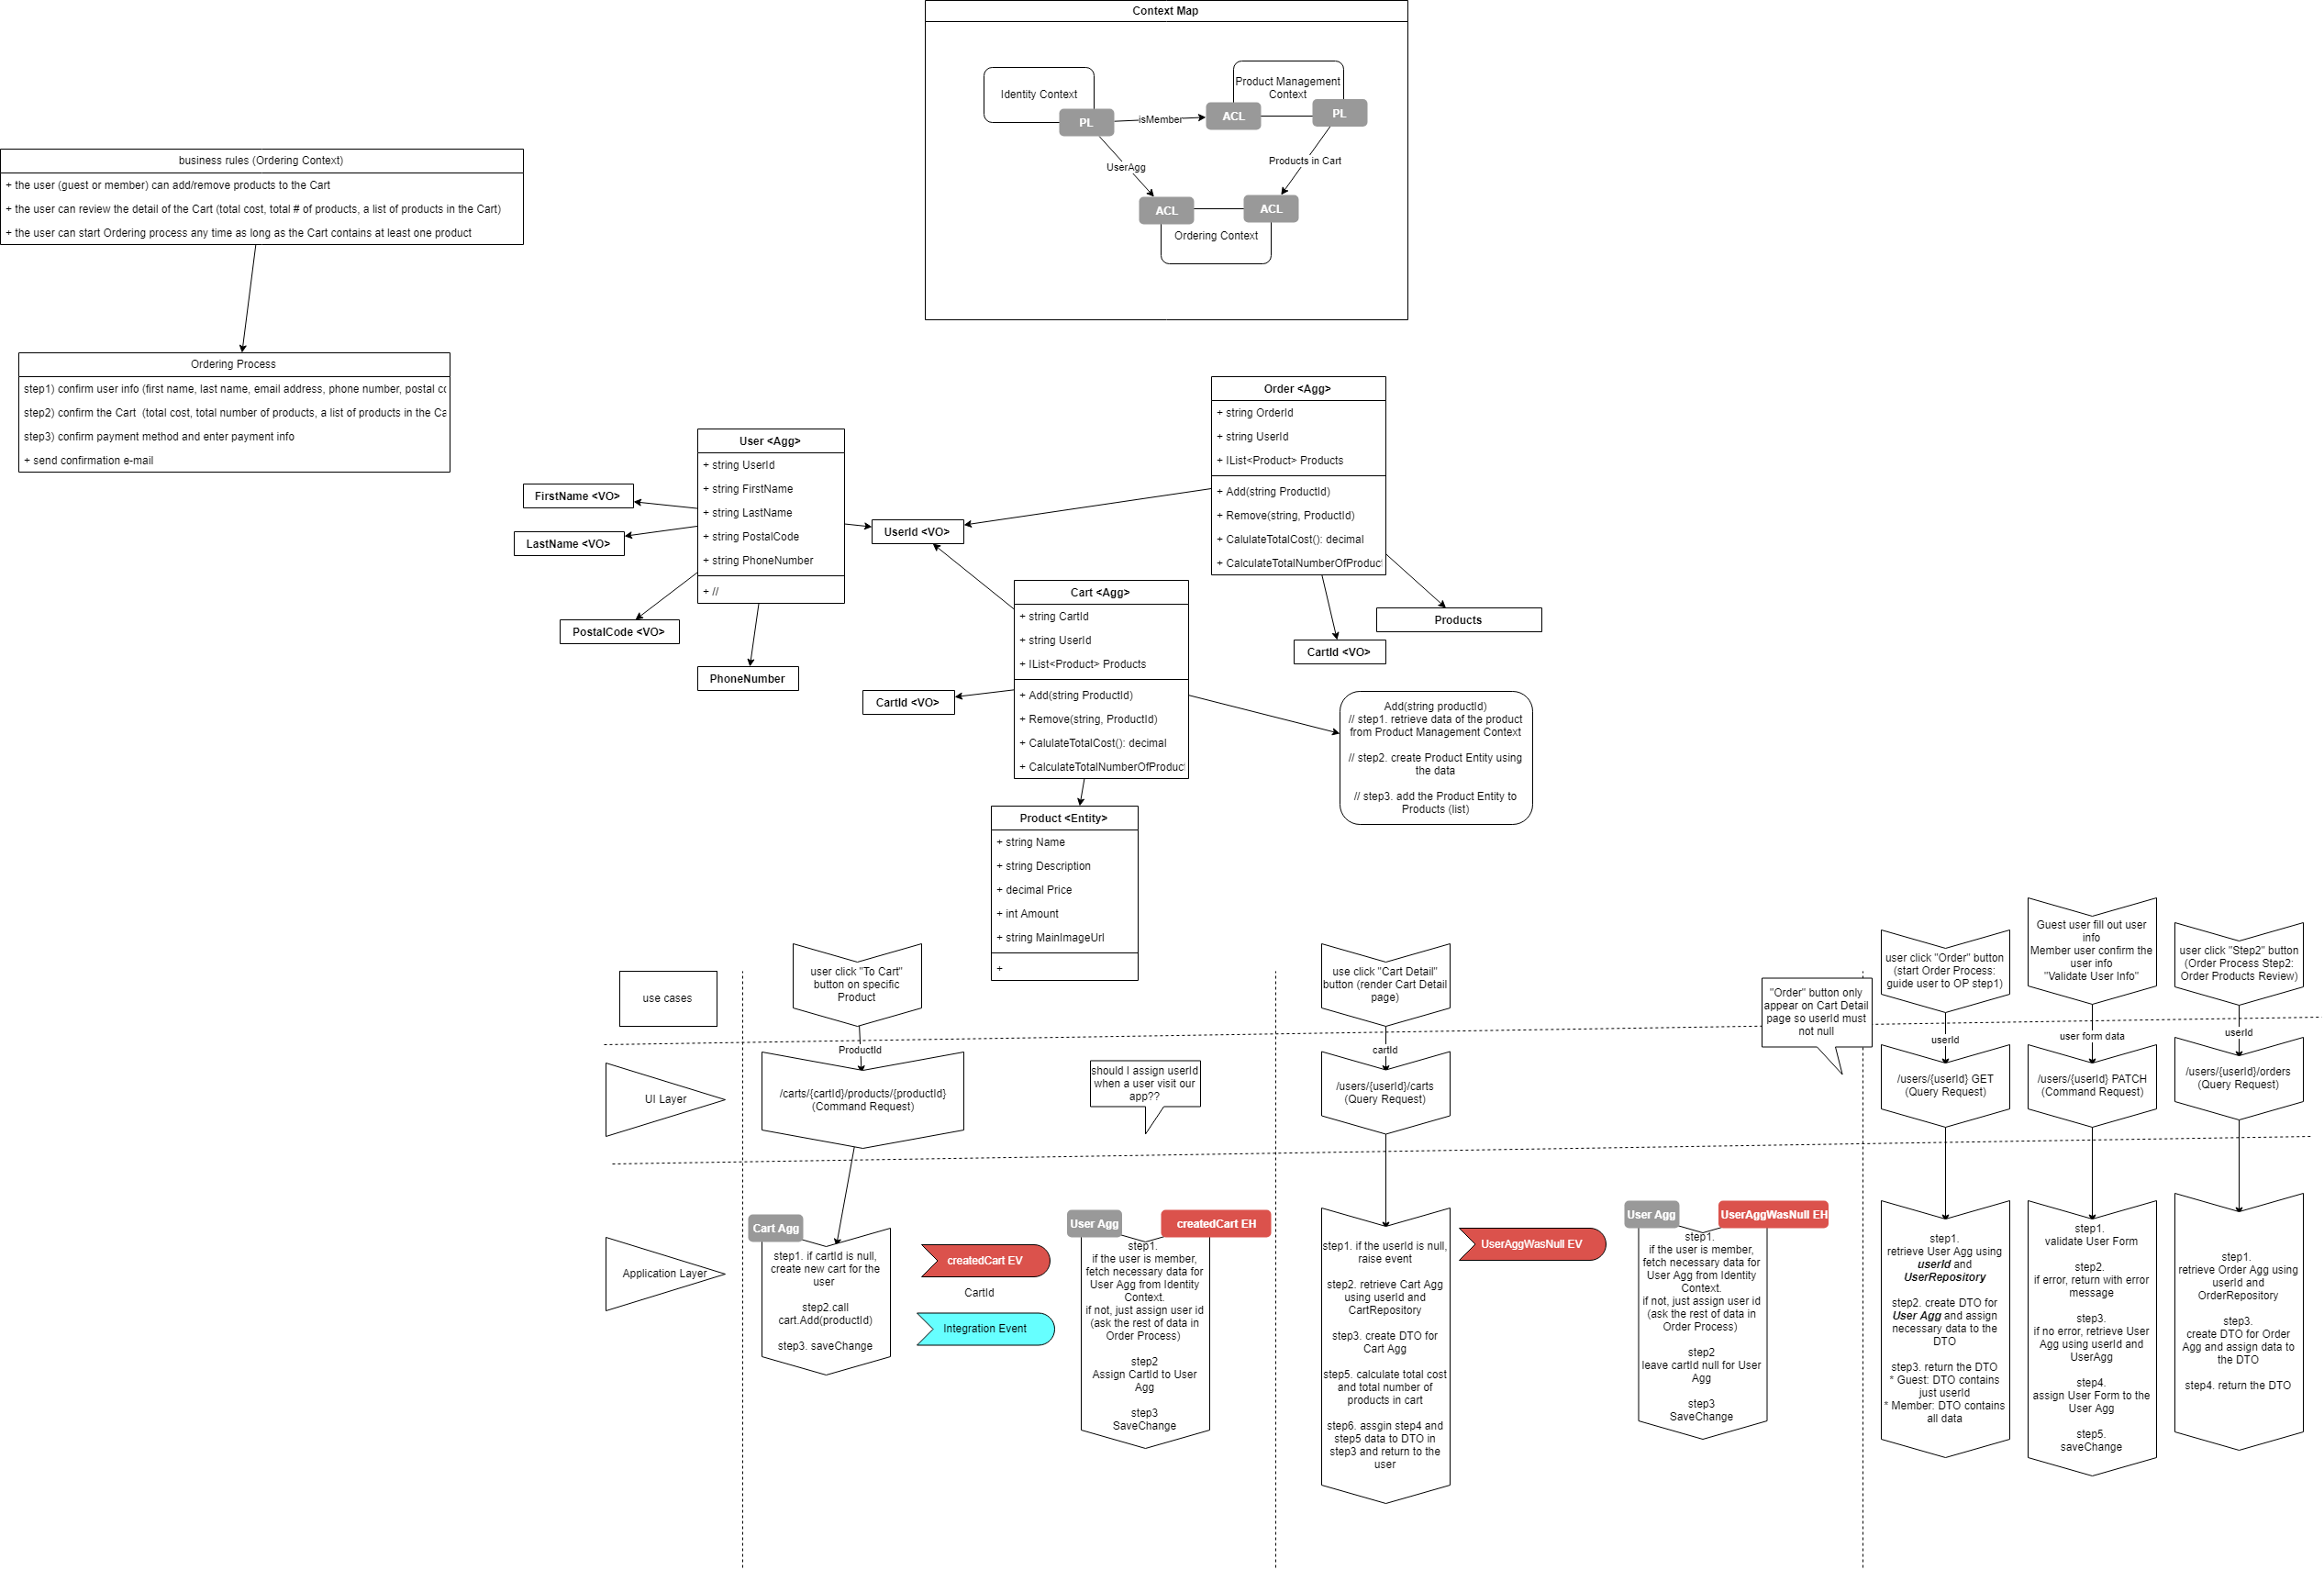 Context Map
Identity Context
PL
isMember
Product Management
Context
ACL
PL
UserAgg
Products in Cart
ACL
ACL
Ordering Context
business rules (Ordering Context)
+ the user (guest or member) can add/remove products to the Cart
+ the user can review the detail of the Cart (total cost, total # of products, a list of products in the Cart)
+ the user can start Ordering process any time as long as the Cart contains at least one product
Ordering Process
step1) confirm user info (first name, last name, email address, phone number, postal co
step2) confirm the Cart (total cost, total number of products, a list of products in the Ca
step3) confirm payment method and enter payment info
+ send confirmation e-mail
User <Agg>
+ string UserId
+ string FirstName
+ string LastName
+ string PostalCode
+ string PhoneNumber
+ //
FirstName <VO>
LastName <VO>
PostalCode <VO>
PhoneNumber
UserId <VO>
Order <Agg>
+ string OrderId
+ string UserId
+ IList<Product> Products
+ Add(string ProductId)
+ Remove(string, ProductId)
+ CalulateTotalCost(): decimal
+ CalculateTotalNumberOfProduct
Products
CartId <VO>
Cart <Agg>
+ string CartId
+ string UserId
+ IList<Product> Products
+ Add(string ProductId)
+ Remove(string, ProductId)
+ CalulateTotalCost(): decimal
+ CalculateTotalNumberOfProduct
CartId <VO>
Add(string productId)
// step1. retrieve data of the product
from Product Management Context
// step2. create Product Entity using
the data
// step3. add the Product Entity to
Products (list)
Product <Entity>
+ string Name
+ string Description
+ decimal Price
+ int Amount
+ string MainImageUrl
+
use cases
user click "To Cart"
button on specific
Product
use click "Cart Detail"
button (render Cart Detail
page)
"Order" button only
appear on Cart Detail
page so userId must
not null
user click "Order" button
(start Order Process:
guide user to OP step1)
Guest user fill out user
info
Member user confirm the
user info
"Validate User Info"
user click "Step2" button
(Order Process Step2:
Order Products Review)
ProductId
cartId
userId
user form data
userId
UI Layer
/carts/{cartId}/products/{productId}
(Command Request)
should I assign userId
when a user visit our
app??
/users/{userId}/carts
(Query Request)
/users/{userId} GET
(Query Request)
/users/{userId} PATCH
(Command Request)
/users/{userId}/orders
(Query Request)
Application Layer
Cart Agg
step1. if cartId is null,
create new cart for the
user
step2.call
cart.Add(productId)
step3. saveChange
createdCart EV
CartId
Integration Event
User Agg
createdCart EH
step1.
if the user is member,
fetch necessary data for
User Agg from Identity
Context.
if not, just assign user id
(ask the rest of data in
Order Process)
step2
Assign CartId to User
Agg
step3
SaveChange
step1. if the userId is null,
raise event
step2. retrieve Cart Agg
using userId and
CartRepository
step3. create DTO for
Cart Agg
step5. calculate total cost
and total number of
products in cart
step6. assgin step4 and
step5 data to DTO in
step3 and return to the
user
UserAggWasNull EV
User Agg
UserAggWasNull EH
step1.
if the user is member,
fetch necessary data for
User Agg from Identity
Context.
if not, just assign user id
(ask the rest of data in
Order Process)
step2
leave cartId null for User
Agg
step3
SaveChange
step1.
retrieve User Agg using
userId and
UserRepository
step2. create DTO for
User Agg and assign
necessary data to the
DTO
step3. return the DTO
* Guest: DTO contains
just userId
* Member: DTO contains
all data
step1.
validate User Form
step2.
if error, return with error
message
step3.
if no error, retrieve User
Agg using userId and
UserAgg
step4.
assign User Form to the
User Agg
step5.
saveChange
step1.
retrieve Order Agg using
userId and
OrderRepository
step3.
create DTO for Order
Agg and assign data to
the DTO
step4. return the DTO